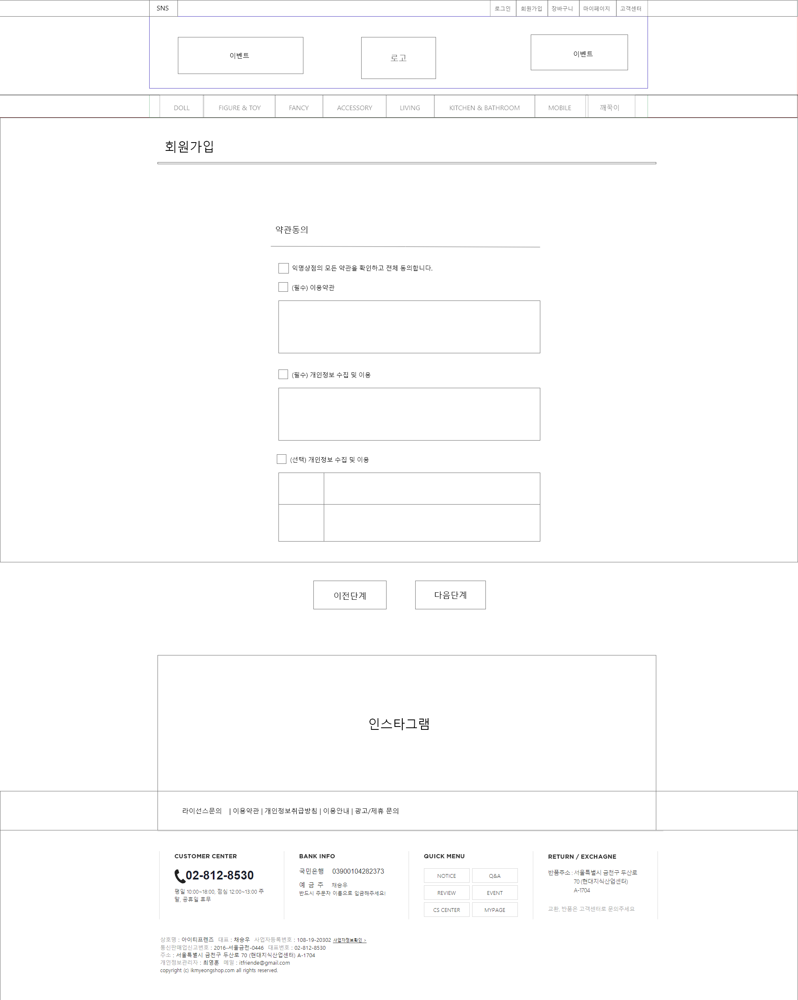 SNS 로그인 회원가입 장바구니 마이페이지 고객센터
이벤트 로고 이벤트
DOLL FIGURE & TOY FANCY ACCESSORY LIVING KITCHEN & BATHROOM MOBILE 깨꾹이
회원가입
약관동의
익명상점의 모든 약관을 확인하고 전체 동의합니다.
(필수) 이용약관
(필수) 개인정보 수집 및 이용
(선택) 개인정보 수집 및 이용
이전단계 다음단계
인스타그램
라이선스문의 | 이용약관 | 개인정보취급방침 | 이용안내 | 광고/제휴 문의
CUSTOMER CENTER
02-812-8530
평일 10:00~18:00, 점심 12:00~13:00 주
말, 공휴일 휴무
BANK INFO
국민은행 03900104282373
예 금 주 채승우
반드시 주문자 이름으로 입금해주세요!
QUICK MENU
NOTICE Q&A
REVIEW EVENT
CS CENTER MYPAGE
RETURN / EXCHAGNE
반품주소 : 서울특별시 금천구 두산로
70 (현대지식산업센터)
A-1704
교환, 반품은 고객센터로 문의주세요
상호명 : 아이티프렌즈 대표 : 채승우 사업자등록번호 : 108-19-20302 사업자정보확인 >
통신판매업신고번호 : 2016-서울금천-0446 대표번호 : 02-812-8530
주소 : 서울특별시 금천구 두산로 70 (현대지식산업센터) A-1704
개인정보관리자 : 최영훈 메일 : itfriende@gmail.com
copyright (c) ikmyeongshop.com all rights reserved.